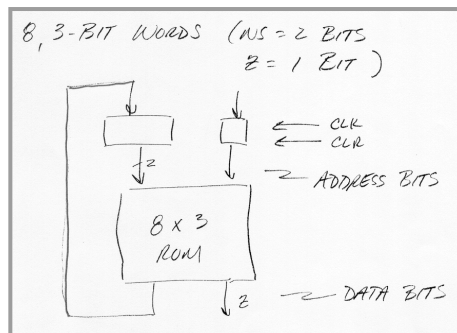 8, 3-BIT WORDS (NS = 2 BITS
Z = 1 BIT)
CLK
CLR
2
ADDRESS BITS
8 x 3
ROM
Z
DATA BITS